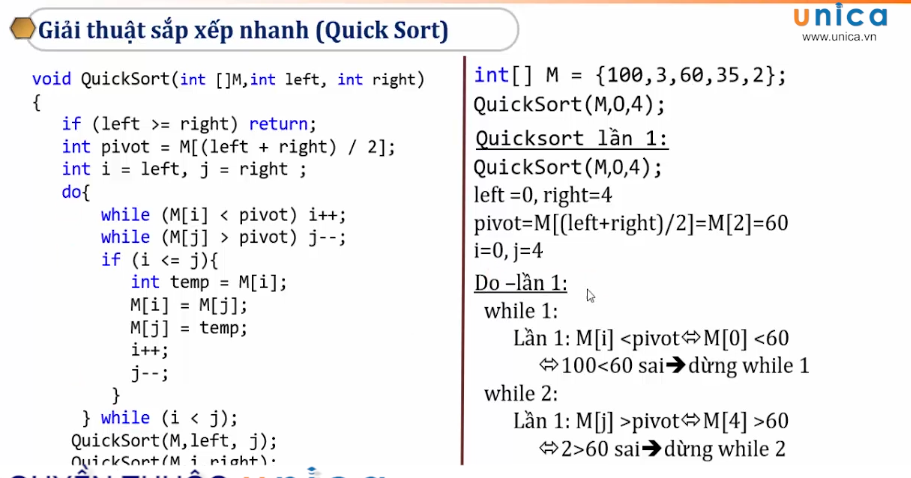 Giải thuật sắp xếp nhanh (Quick Sort)
unica
www.unica.vn
void QuickSort(int []M,int left, int right)
{
if (left >= right) return;
int pivot = M[(left + right) / 2];
int i = left, j = right ;
do{
while (M[i] < pivot) i++;
while (M[j] > pivot) j--;
if (i <= j){
int temp = M[i];
M[i] = M[j];
M[j] = temp;
i++;
j--;
}
} while (i < j);
QuickSort(M,left, j);
QuickSort(M,i,right);
int[] M = {100,3,60,35,2};
QuickSort(M,0,4);
Quicksort lần 1:
QuickSort(M,0,4);
left =0, right=4
pivot=M[(left+right)/2]=M[2]=60
i=0, j=4
Do –lần 1:
while 1:
Lần 1: M[i] <pivot⇔M[0] <60
⇔100<60 sai➔dừng while 1
while 2:
Lần 1: M[j] >pivot⇔M[4] >60
⇔2>60 sai➔dừng while 2